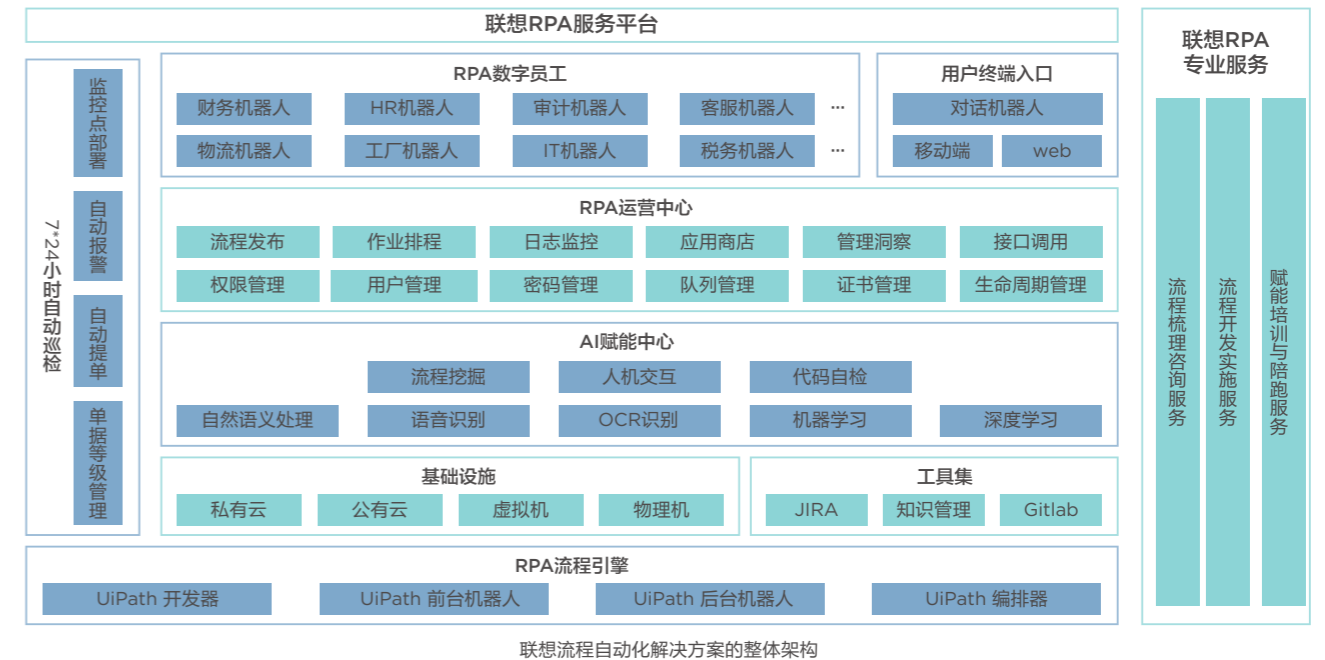 联想RPA服务平台
7*24小时自动巡检
监控点部署
自动报警
自动提单
单据等级管理
RPA数字员工
财务机器人 HR机器人 审计机器人 客服机器人 ...
物流机器人 工厂机器人 IT机器人 税务机器人 ...
用户终端入口
对话机器人
移动端 web
RPA运营中心
流程发布 作业排程 日志监控 应用商店 管理洞察 接口调用
权限管理 用户管理 密码管理 队列管理 证书管理 生命周期管理
AI赋能中心
流程挖掘 人机交互 代码自检
自然语义处理 语音识别 OCR识别 机器学习 深度学习
基础设施
私有云 公有云 虚拟机 物理机
工具集
JIRA 知识管理 Gitlab
RPA流程引擎
UiPath 开发器 UiPath 前台机器人 UiPath 后台机器人 UiPath 编排器
联想RPA
专业服务
流程梳理咨询服务
流程开发实施服务
赋能培训与陪跑服务
联想流程自动化解决方案的整体架构